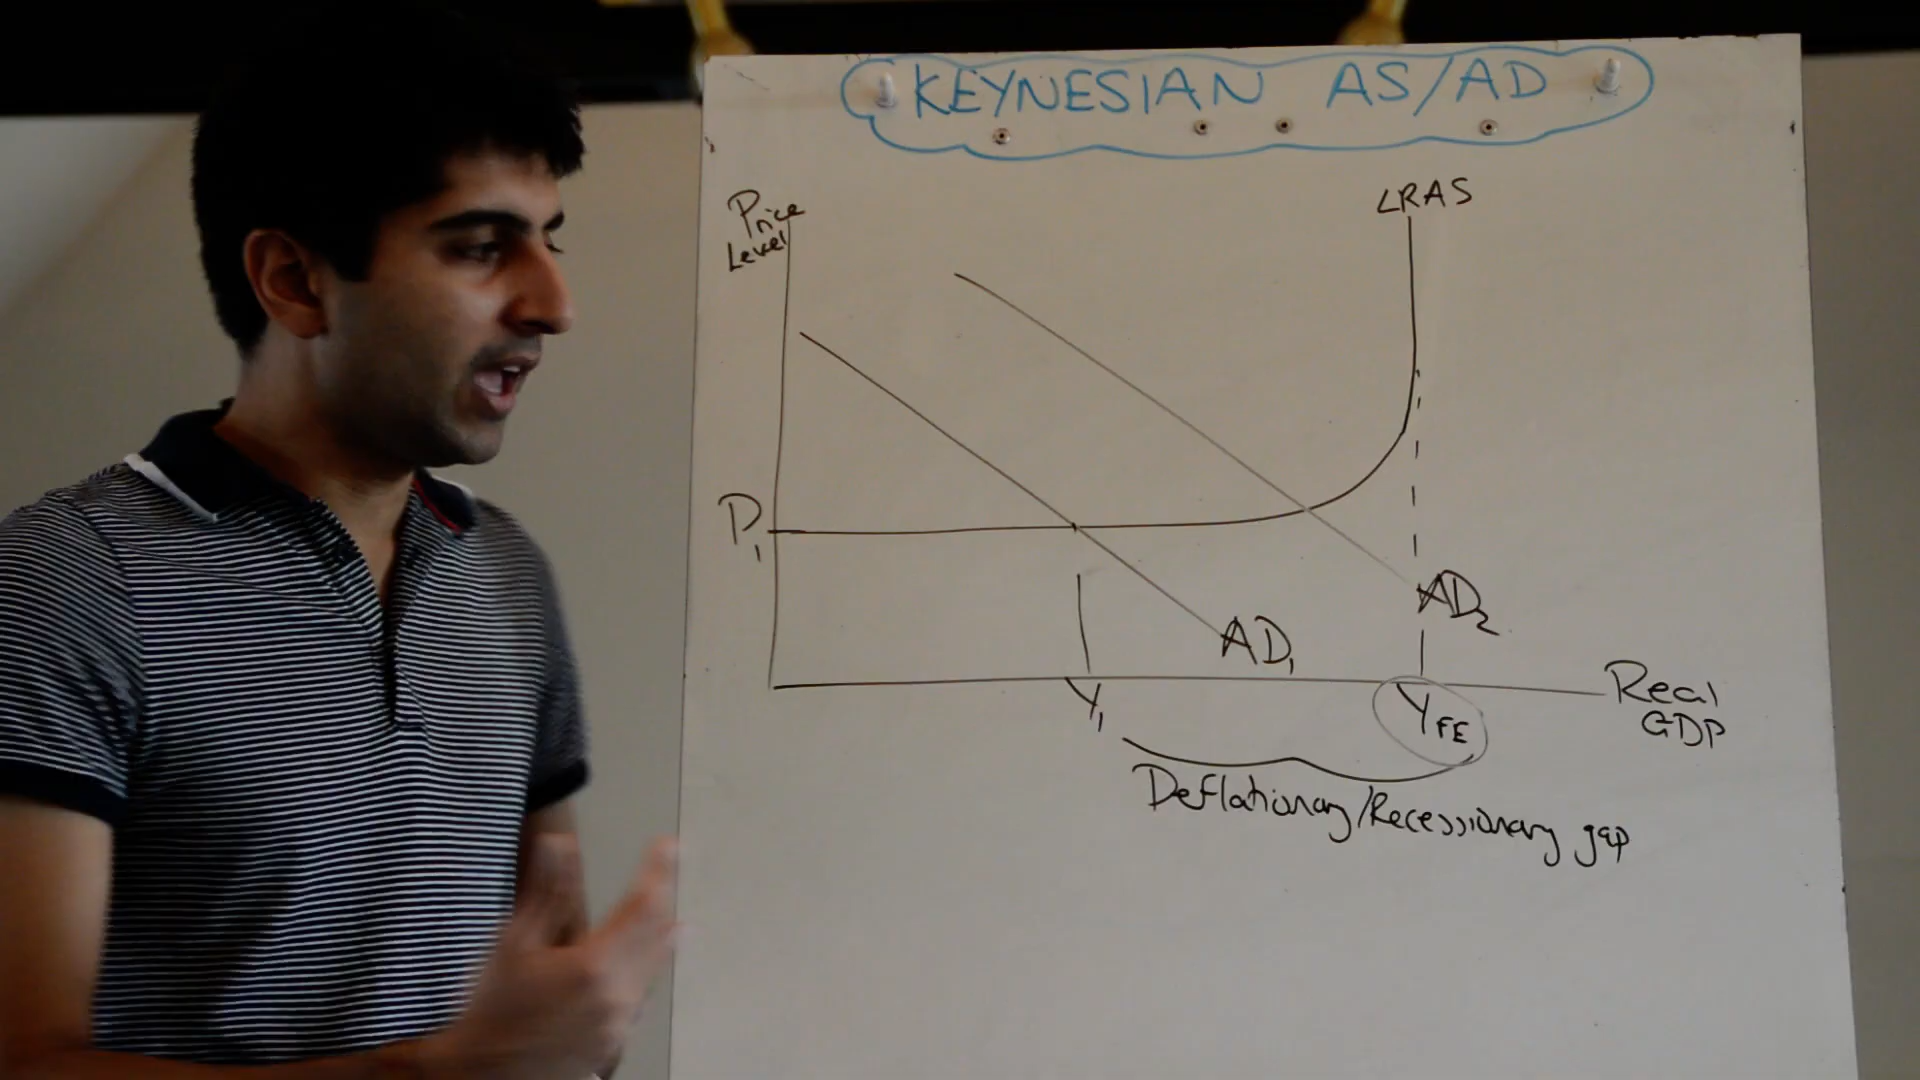 KEYNESIAN AS/AD
LRAS
Price
Level
P₁
AD₂
AD₁
Y₁
YFE
Real
GDP
Deflationary/Recessionary gap